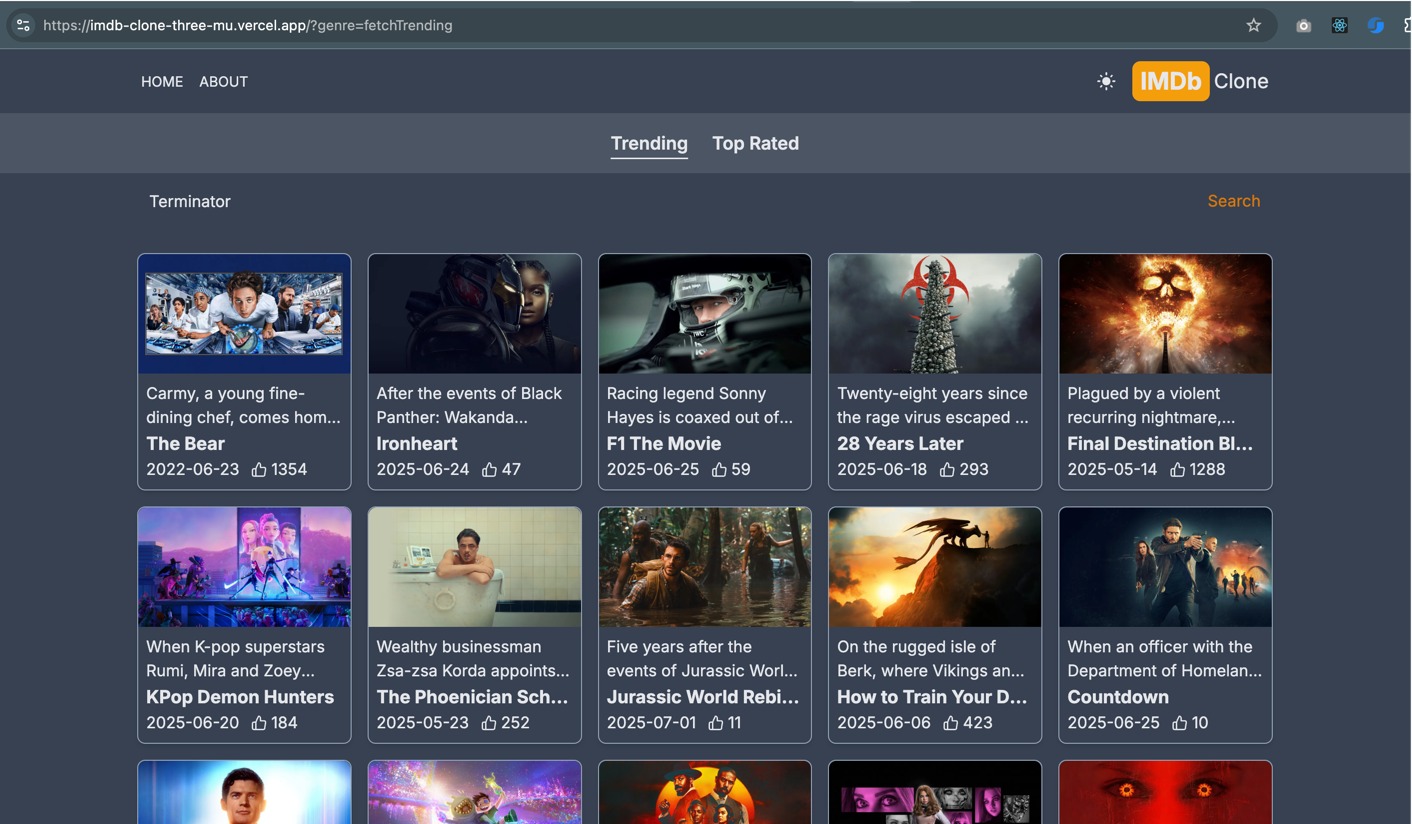 https://imdb-clone-three-mu.vercel.app/?genre=fetchTrending
HOME ABOUT IMDb Clone
Trending Top Rated
Terminator Search
Carmy, a young fine-
dining chef, comes hom...
The Bear
2022-06-23 1354
After the events of Black
Panther: Wakanda...
Ironheart
2025-06-24 47
Racing legend Sonny
Hayes is coaxed out of...
F1 The Movie
2025-06-25 59
Twenty-eight years since
the rage virus escaped ...
28 Years Later
2025-06-18 293
Plagued by a violent
recurring nightmare,...
Final Destination Bl...
2025-05-14 1288
When K-pop superstars
Rumi, Mira and Zoey...
KPop Demon Hunters
2025-06-20 184
Wealthy businessman
Zsa-zsa Korda appoints...
The Phoenician Sch...
2025-05-23 252
Five years after the
events of Jurassic Worl...
Jurassic World Rebi...
2025-07-01 11
On the rugged isle of
Berk, where Vikings an...
How to Train Your D...
2025-06-06 423
When an officer with the
Department of Homelan...
Countdown
2025-06-25 10